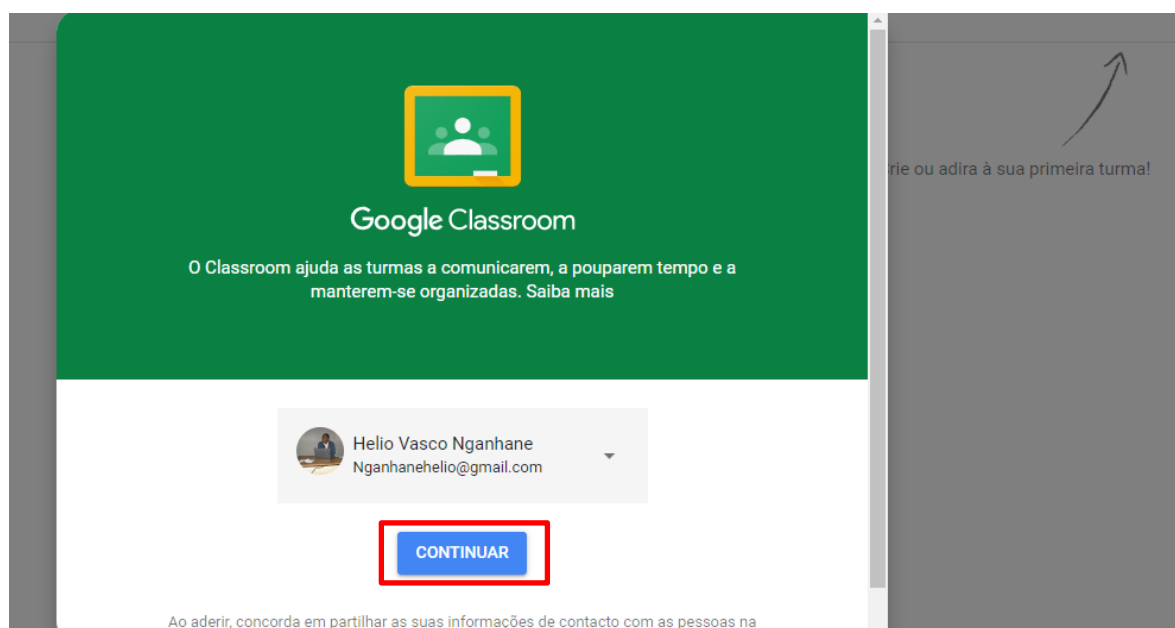 Google Classroom
O Classroom ajuda as turmas a comunicarem, a pouparem tempo e a
manterem-se organizadas. Saiba mais
rie ou adira à sua primeira turma!
Helio Vasco Nganhane
Nganhanehelio@gmail.com
CONTINUAR
Ao aderir, concorda em partilhar as suas informações de contacto com as pessoas na